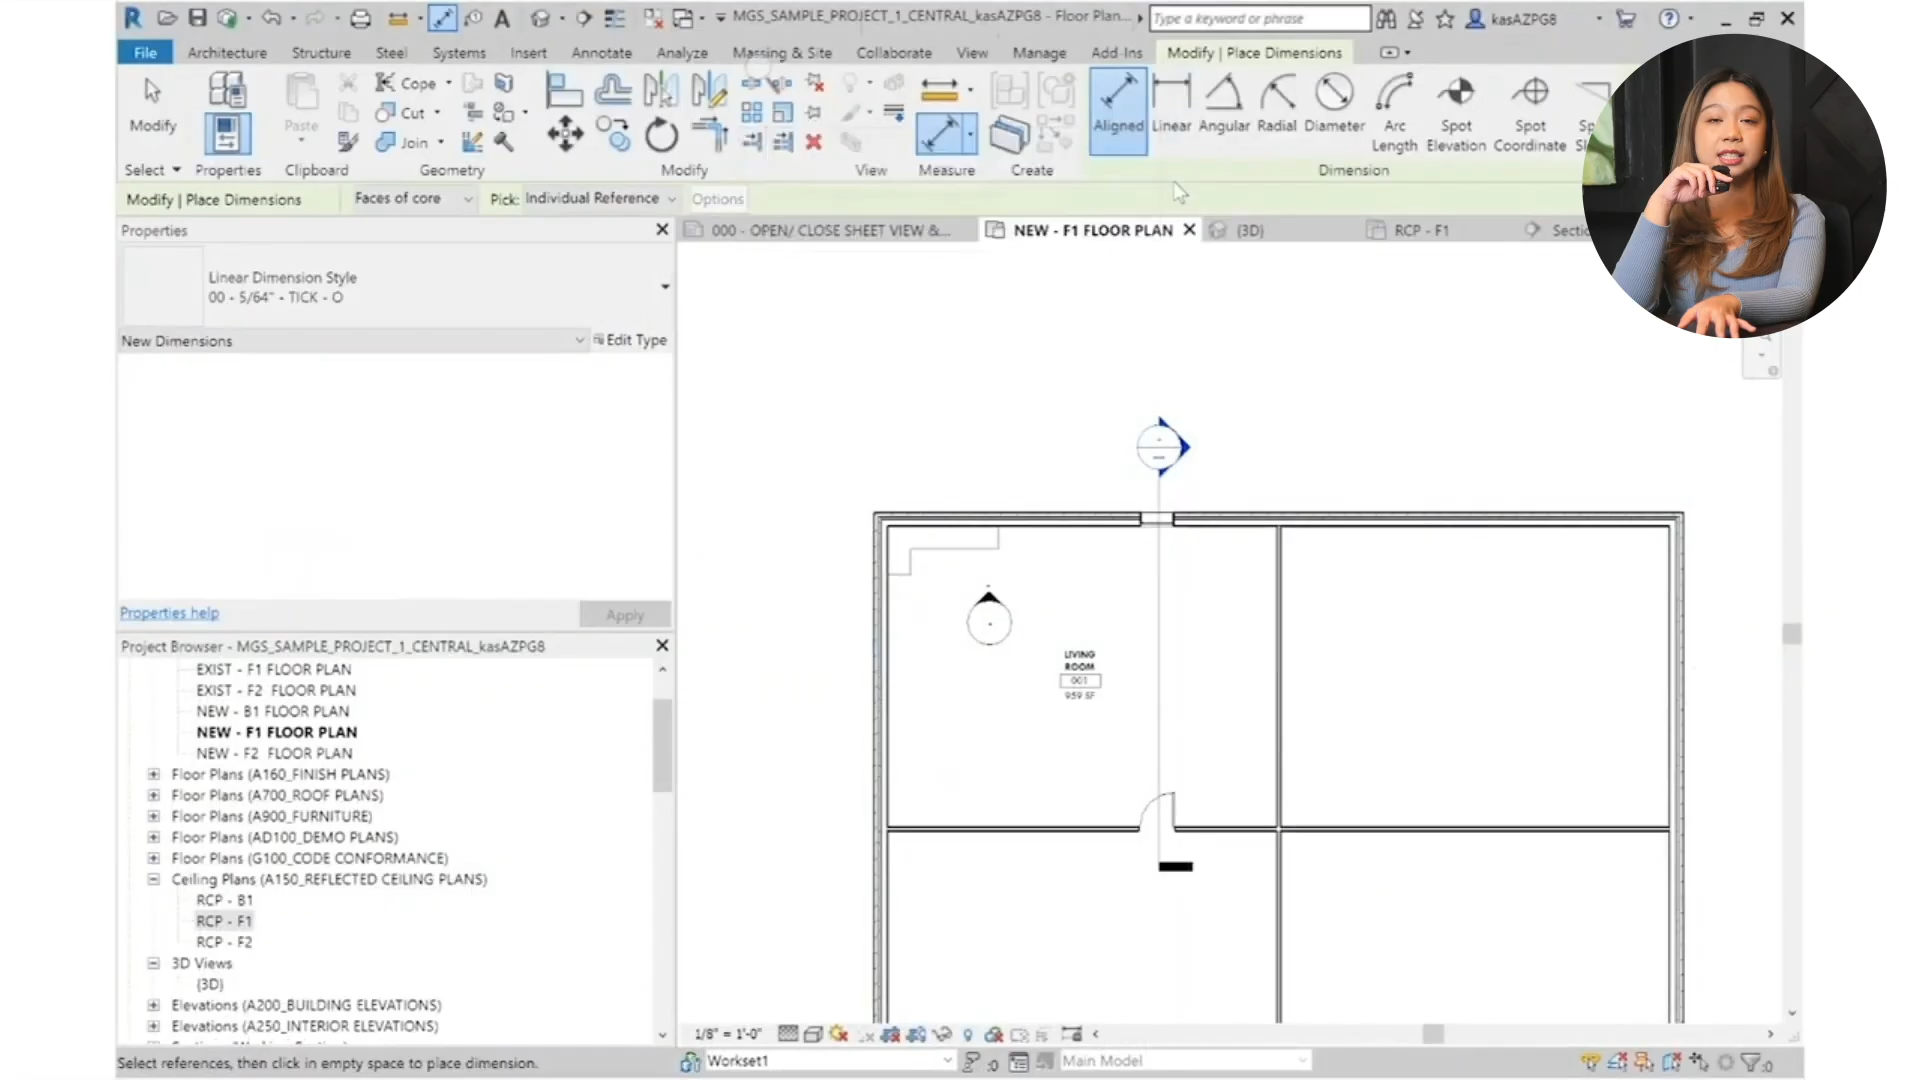 MGS_SAMPLE_PROJECT_1_CENTRAL_kasAZPG8 - Floor Plan...
Type a keyword or phrase
kasAZPG8
File Architecture Structure Steel Systems Insert Annotate Analyze Massing & Site Collaborate View Manage Add-Ins Modify | Place Dimensions
Modify
Paste
Cope
Cut
Join
Aligned Linear Angular Radial Diameter Arc Length Spot Elevation Spot Coordinate
Select Properties Clipboard Geometry Modify View Measure Create Dimension
Modify | Place Dimensions Faces of core Pick: Individual Reference Options
Properties
000 - OPEN/ CLOSE SHEET VIEW &... NEW - F1 FLOOR PLAN (3D) RCP - F1
Linear Dimension Style
00 - 5/64" - TICK - O
New Dimensions Edit Type
Properties help Apply
Project Browser - MGS_SAMPLE_PROJECT_1_CENTRAL_kasAZPG8
EXIST - F1 FLOOR PLAN
EXIST - F2 FLOOR PLAN
NEW - B1 FLOOR PLAN
NEW - F1 FLOOR PLAN
NEW - F2 FLOOR PLAN
Floor Plans (A160_FINISH PLANS)
Floor Plans (A700_ROOF PLANS)
Floor Plans (A900_FURNITURE)
Floor Plans (AD100_DEMO PLANS)
Floor Plans (G100_CODE CONFORMANCE)
Ceiling Plans (A150_REFLECTED CEILING PLANS)
RCP - B1
RCP - F1
RCP - F2
3D Views
{3D}
Elevations (A200_BUILDING ELEVATIONS)
Elevations (A250_INTERIOR ELEVATIONS)
LIVING
ROOM
001
959 SF
1/8" = 1'-0"
Select references, then click in empty space to place dimension.
Workset1
:0
Main Model
:0